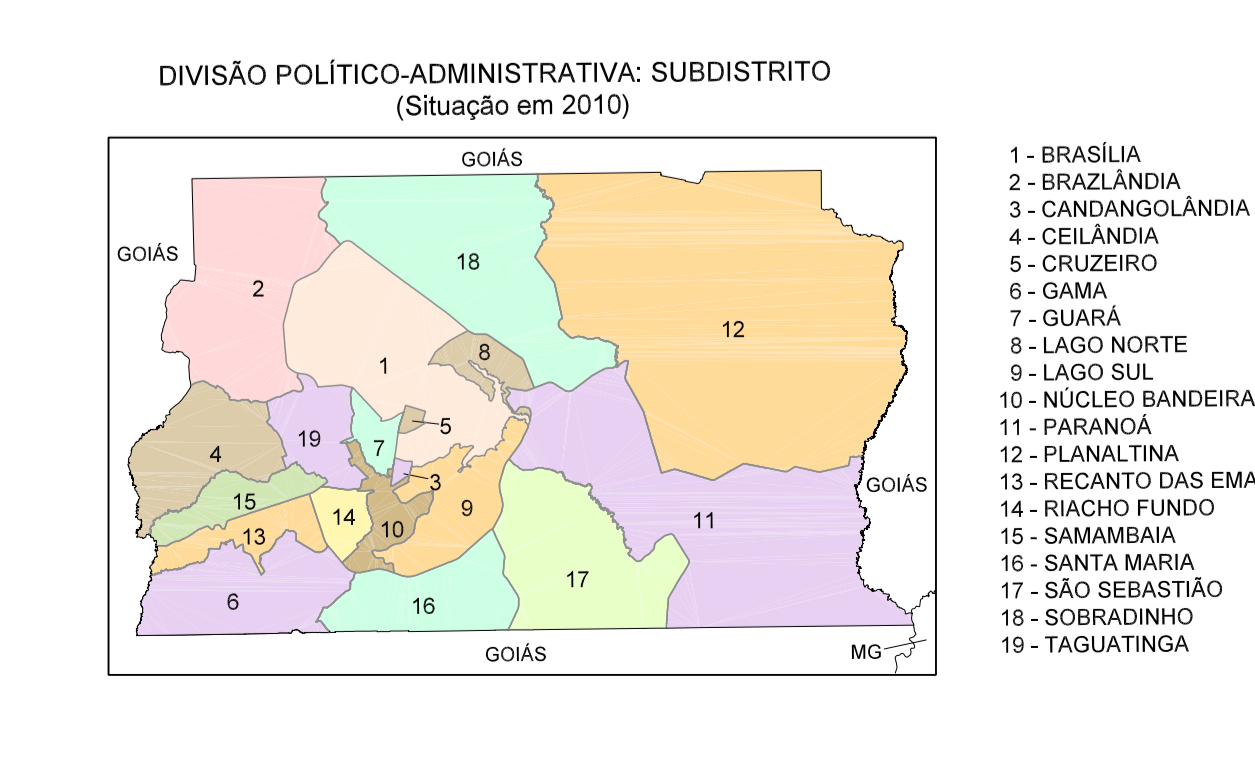 DIVISÃO POLÍTICO-ADMINISTRATIVA: SUBDISTRITO
(Situação em 2010)
GOIÁS
GOIÁS
18
2
12
1
8
5
19
7
4
3
GOIÁS
15
9
14
11
10
13
17
6
16
GOIÁS
MG
1 - BRASÍLIA
2 - BRAZLÂNDIA
3 - CANDANGOLÂNDIA
4 - CEILÂNDIA
5 - CRUZEIRO
6 - GAMA
7 - GUARÁ
8 - LAGO NORTE
9 - LAGO SUL
10 - NÚCLEO BANDEIRA
11 - PARANOÁ
12 - PLANALTINA
13 - RECANTO DAS EMA
14 - RIACHO FUNDO
15 - SAMAMBAIA
16 - SANTA MARIA
17 - SÃO SEBASTIÃO
18 - SOBRADINHO
19 - TAGUATINGA